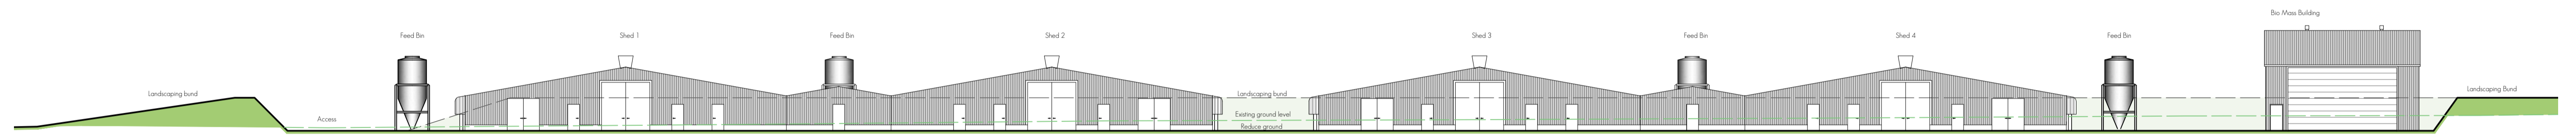 Bio Mass Building
Feed Bin
Shed 1
Feed Bin
Shed 2
Shed 3
Feed Bin
Shed 4
Feed Bin
Landscaping bund
Landscaping bund
Landscaping Bund
Access
Existing ground level
Reduce ground